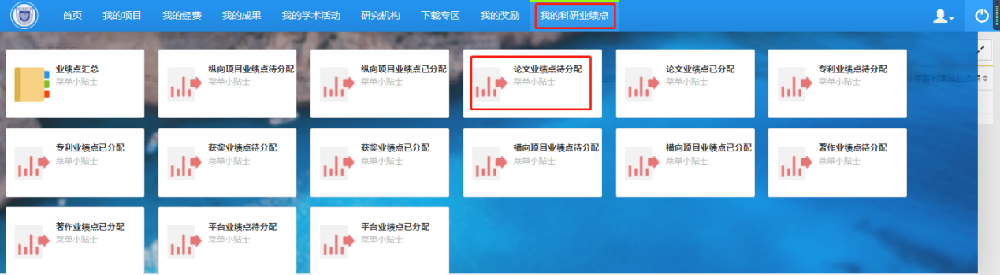 首页 我的项目 我的经费 我的成果 我的学术活动 研究机构 下载专区 我的奖励 我的科研业绩点
业绩点汇总
菜单小贴士
纵向项目业绩点待分配
菜单小贴士
纵向项目业绩点已分配
菜单小贴士
论文业绩点待分配
菜单小贴士
论文业绩点已分配
菜单小贴士
专利业绩点待分配
菜单小贴士
专利业绩点已分配
菜单小贴士
获奖业绩点待分配
菜单小贴士
获奖业绩点已分配
菜单小贴士
横向项目业绩点待分配
菜单小贴士
横向项目业绩点已分配
菜单小贴士
著作业绩点待分配
菜单小贴士
著作业绩点已分配
菜单小贴士
平台业绩点待分配
菜单小贴士
平台业绩点已分配
菜单小贴士